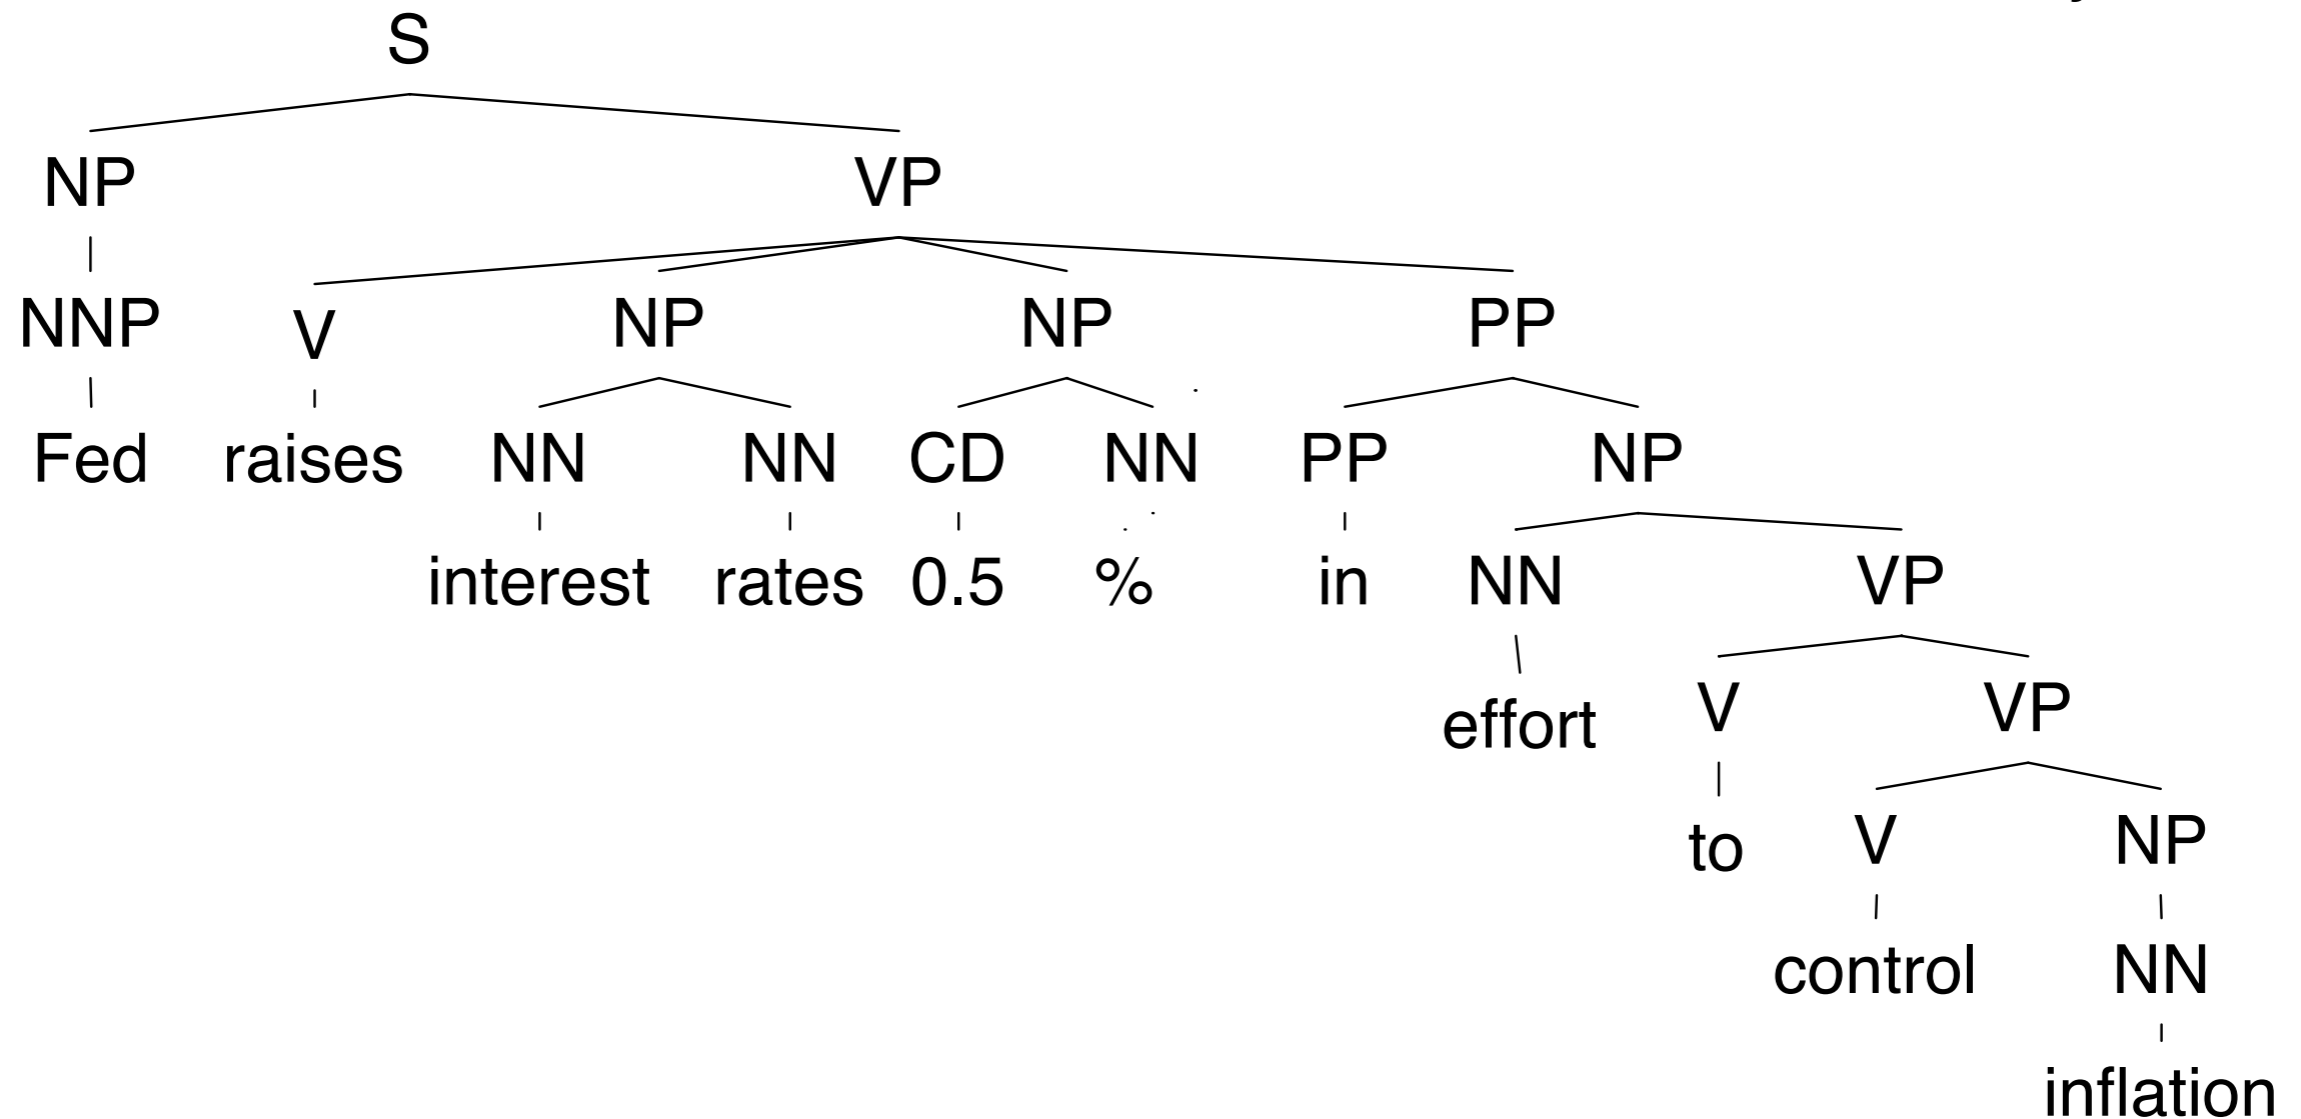 S
NP VP
NNP V NP NP PP
Fed raises NN NN CD NN PP NP
interest rates 0.5 % in NN VP
effort V VP
to V NP
control NN
inflation